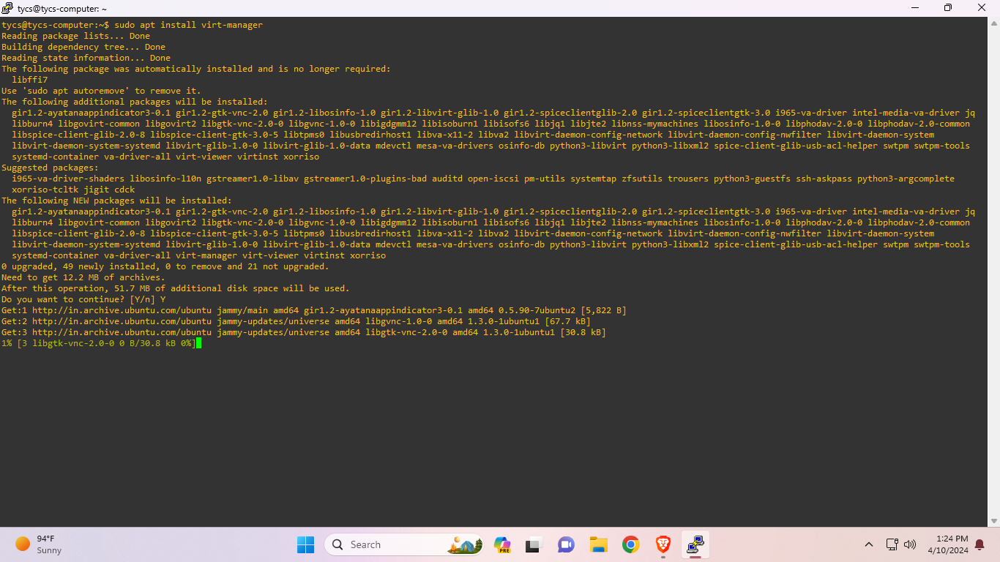 tycs@tycs-computer: ~
tycs@tycs-computer:~$ sudo apt install virt-manager
Reading package lists... Done
Building dependency tree... Done
Reading state information... Done
The following package was automatically installed and is no longer required:
  libffi7
Use 'sudo apt autoremove' to remove it.
The following additional packages will be installed:
  gir1.2-ayatanaappindicator3-0.1 gir1.2-gtk-vnc-2.0 gir1.2-libosinfo-1.0 gir1.2-libvirt-glib-1.0 gir1.2-spiceclientglib-2.0 gir1.2-spiceclientgtk-3.0 i965-va-driver intel-media-va-driver jq
  libburn4 libgovirt-common libgovirt2 libgtk-vnc-2.0-0 libgvnc-1.0-0 libigdgmm12 libisoburn1 libisofs6 libjq1 libjte2 libnss-mymachines libosinfo-1.0-0 libphodav-2.0-0 libphodav-2.0-common
  libspice-client-glib-2.0-8 libspice-client-gtk-3.0-5 libtpms0 libusbredirhost1 libva-x11-2 libva2 libvirt-daemon-config-network libvirt-daemon-config-nwfilter libvirt-daemon-system
  libvirt-daemon-system-systemd libvirt-glib-1.0-0 libvirt-glib-1.0-data mdevctl mesa-va-drivers osinfo-db python3-libvirt python3-libxml2 spice-client-glib-usb-acl-helper swtpm swtpm-tools
  systemd-container va-driver-all virt-viewer virtinst xorriso
Suggested packages:
  i965-va-driver-shaders libosinfo-l10n gstreamer1.0-libav gstreamer1.0-plugins-bad auditd open-iscsi pm-utils systemtap zfsutils trousers python3-guestfs ssh-askpass python3-argcomplete
  xorriso-tcltk jigit cdck
The following NEW packages will be installed:
  gir1.2-ayatanaappindicator3-0.1 gir1.2-gtk-vnc-2.0 gir1.2-libosinfo-1.0 gir1.2-libvirt-glib-1.0 gir1.2-spiceclientglib-2.0 gir1.2-spiceclientgtk-3.0 i965-va-driver intel-media-va-driver jq
  libburn4 libgovirt-common libgovirt2 libgtk-vnc-2.0-0 libgvnc-1.0-0 libigdgmm12 libisoburn1 libisofs6 libjq1 libjte2 libnss-mymachines libosinfo-1.0-0 libphodav-2.0-0 libphodav-2.0-common
  libspice-client-glib-2.0-8 libspice-client-gtk-3.0-5 libtpms0 libusbredirhost1 libva-x11-2 libva2 libvirt-daemon-config-network libvirt-daemon-config-nwfilter libvirt-daemon-system
  libvirt-daemon-system-systemd libvirt-glib-1.0-0 libvirt-glib-1.0-data mdevctl mesa-va-drivers osinfo-db python3-libvirt python3-libxml2 spice-client-glib-usb-acl-helper swtpm swtpm-tools
  systemd-container va-driver-all virt-manager virt-viewer virtinst xorriso
0 upgraded, 49 newly installed, 0 to remove and 21 not upgraded.
Need to get 12.2 MB of archives.
After this operation, 51.7 MB of additional disk space will be used.
Do you want to continue? [Y/n] Y
Get:1 http://in.archive.ubuntu.com/ubuntu jammy/main amd64 gir1.2-ayatanaappindicator3-0.1 amd64 0.5.90-7ubuntu2 [5,822 B]
Get:2 http://in.archive.ubuntu.com/ubuntu jammy-updates/universe amd64 libgvnc-1.0-0 amd64 1.3.0-1ubuntu1 [67.7 kB]
Get:3 http://in.archive.ubuntu.com/ubuntu jammy-updates/universe amd64 libgtk-vnc-2.0-0 amd64 1.3.0-1ubuntu1 [30.8 kB]
1% [3 libgtk-vnc-2.0-0 0 B/30.8 kB 0%]
94°F
Sunny
Search
PRE
1:24 PM
4/10/2024